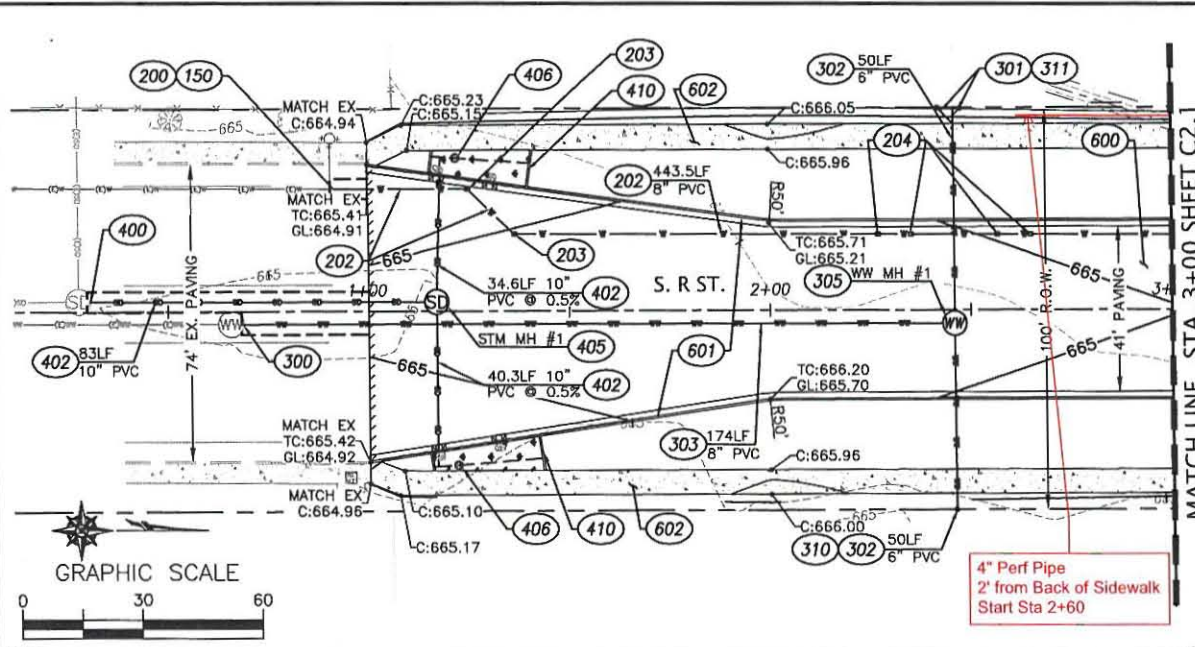 200 150
MATCH EX
C:664.94
C:665.23
C:665.15
406
203
410
602
302 50LF
6" PVC
301 311
C:666.05
C:665.96
204
600
202 443.5LF
8" PVC
665
R50'
TC:665.71
GL:665.21
MATCH EX
TC:665.41
GL:664.91
400
202
665
203
665
1+00
SD
34.6LF 10"
PVC @ 0.5%
402
S. R ST.
2+00
305 WW MH #1
WW
665
3+
SD
WW
402 83LF
10" PVC
300
74' EX. PAVING
STM MH #1
405
601
665
40.3LF 10"
PVC @ 0.5%
402
TC:666.20
GL:665.70
R50'
665
100' R.O.W.
41' PAVING
MATCH LINE STA 3+00 SHEET C2.1
303 174LF
8" PVC
MATCH EX
TC:665.42
GL:664.92
MATCH EX
C:664.96
C:665.10
C:665.17
406
410
602
C:665.96
C:666.00
665
310 302 50LF
6" PVC
GRAPHIC SCALE
0 30 60
4" Perf Pipe
2' from Back of Sidewalk
Start Sta 2+60